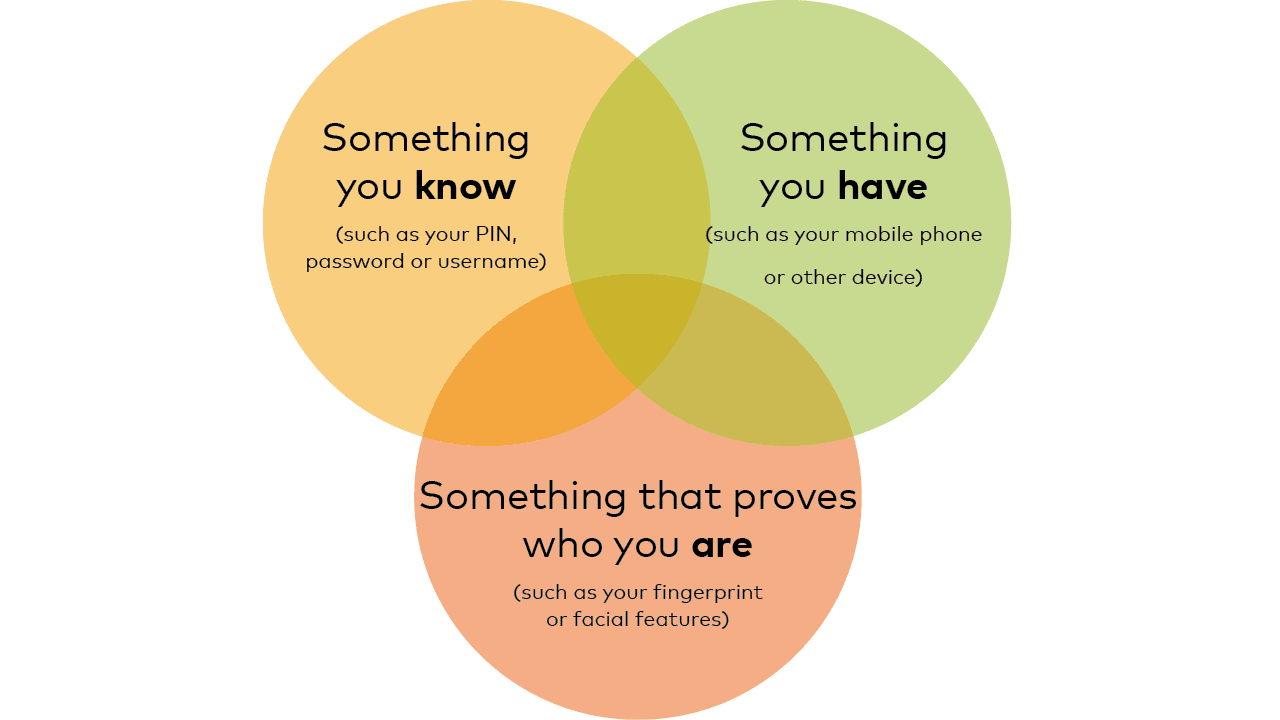 Something
you know
(such as your PIN,
password or username)
Something
you have
(such as your mobile phone
or other device)
Something that proves
who you are
(such as your fingerprint
or facial features)